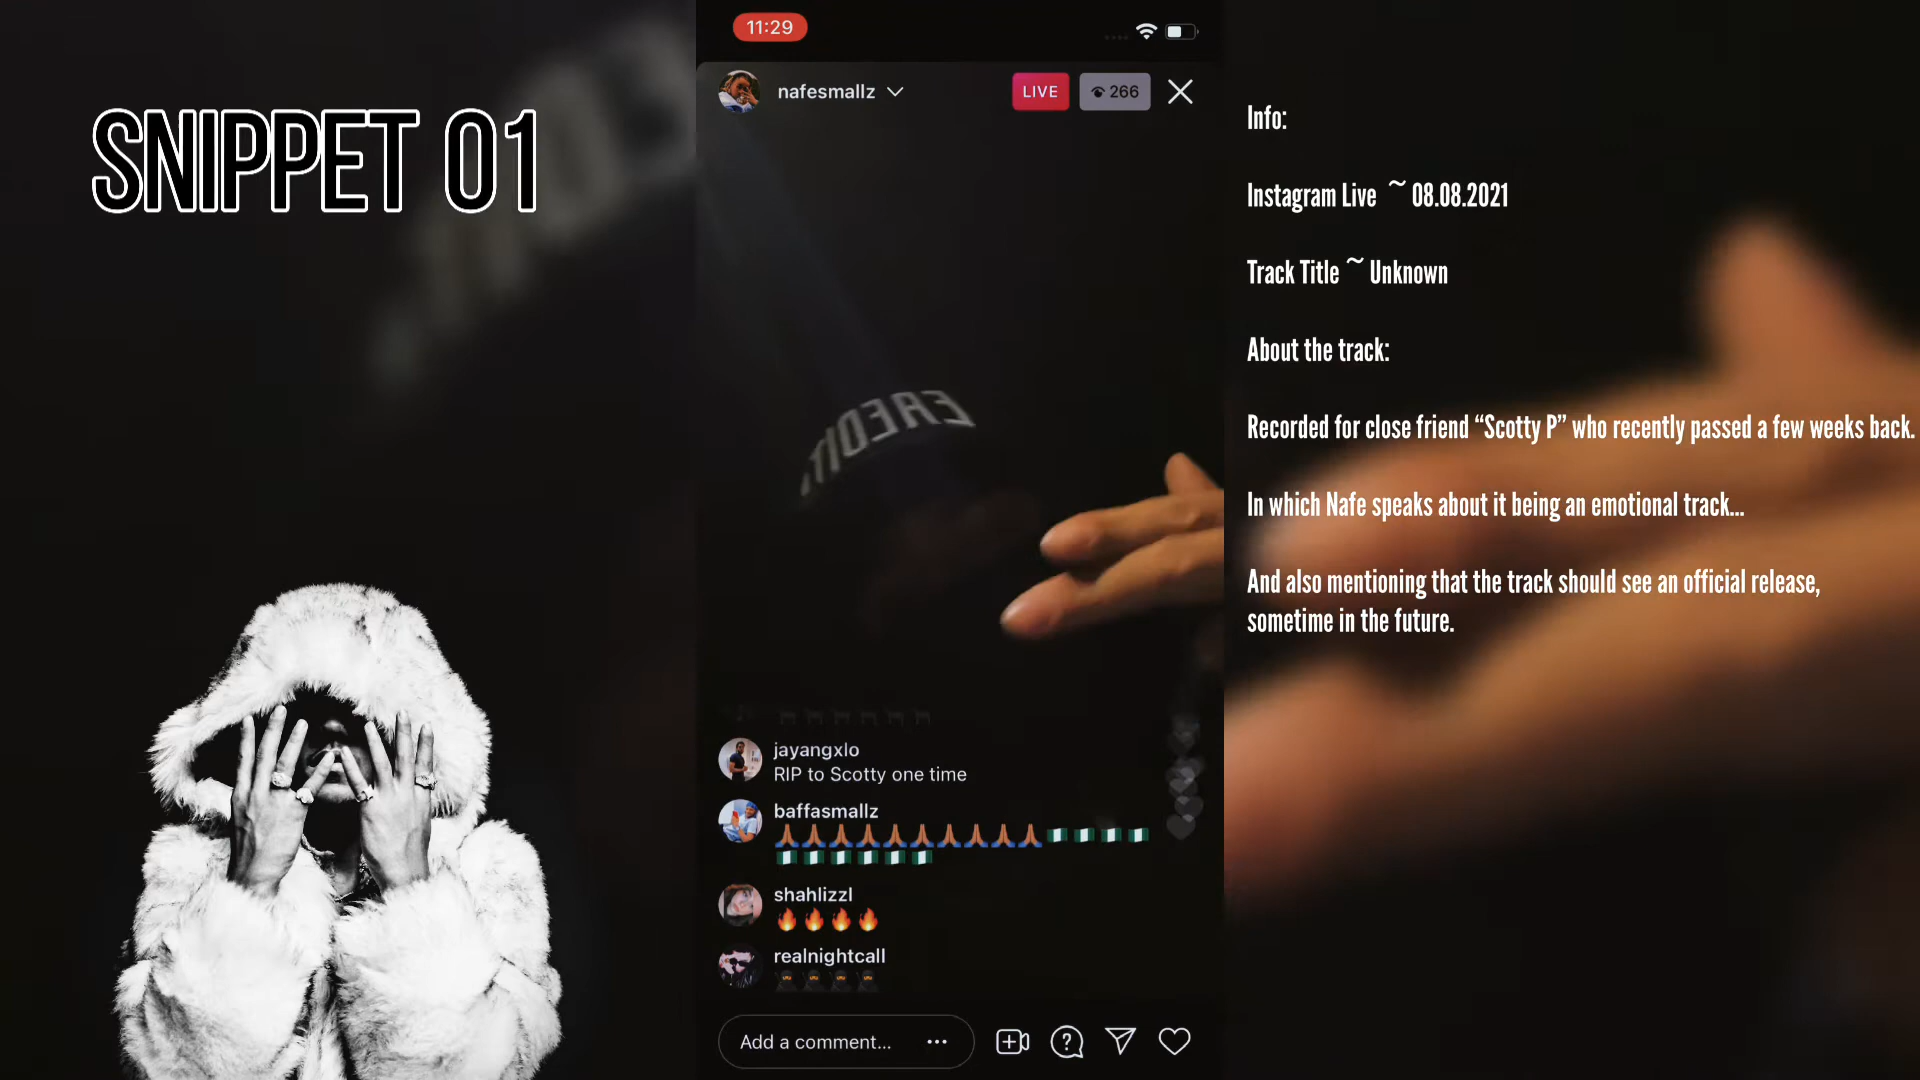 SNIPPET 01
11:29
nafesmallz
LIVE
266
jayangxlo
RIP to Scotty one time
baffasmallz
🙏🏾🙏🏾🙏🏾🙏🏾🙏🏾🙏🏾🙏🏾🙏🏾🙏🏾🙏🏾🇳🇬🇳🇬🇳🇬🇳🇬
🇳🇬🇳🇬🇳🇬🇳🇬🇳🇬🇳🇬
shahlizzl
🔥🔥🔥🔥
realnightcall
🥷🥷🥷🥷
Add a comment...
Info:
Instagram Live ~ 08.08.2021
Track Title ~ Unknown
About the track:
Recorded for close friend “Scotty P” who recently passed a few weeks back.
In which Nafe speaks about it being an emotional track...
And also mentioning that the track should see an official release,
sometime in the future.